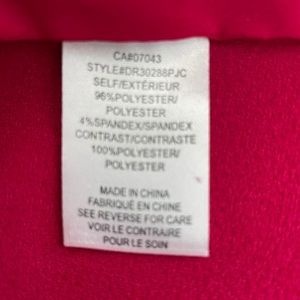 CA#07043
STYLE#DR30288PJC
SELF/EXTÉRIEUR
96%POLYESTER/
POLYESTER
4%SPANDEX/SPANDEX
CONTRAST/CONTRASTE
100%POLYESTER/
POLYESTER
MADE IN CHINA
FABRIQUÉ EN CHINE
SEE REVERSE FOR CARE
VOIR LE CONTRAIRE
POUR LE SOIN